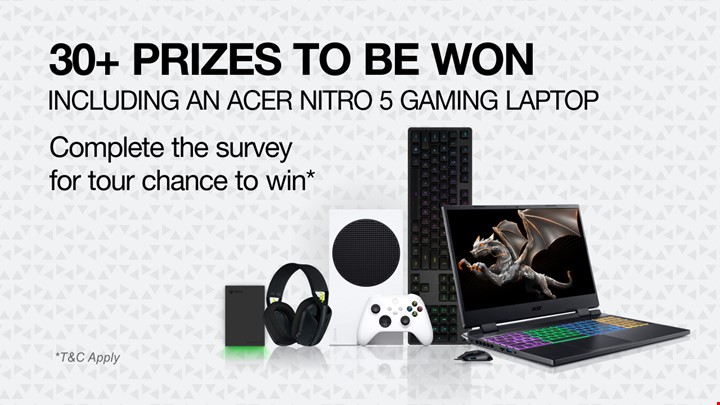 30+ PRIZES TO BE WON
INCLUDING AN ACER NITRO 5 GAMING LAPTOP
Complete the survey
for tour chance to win*
*T&C Apply